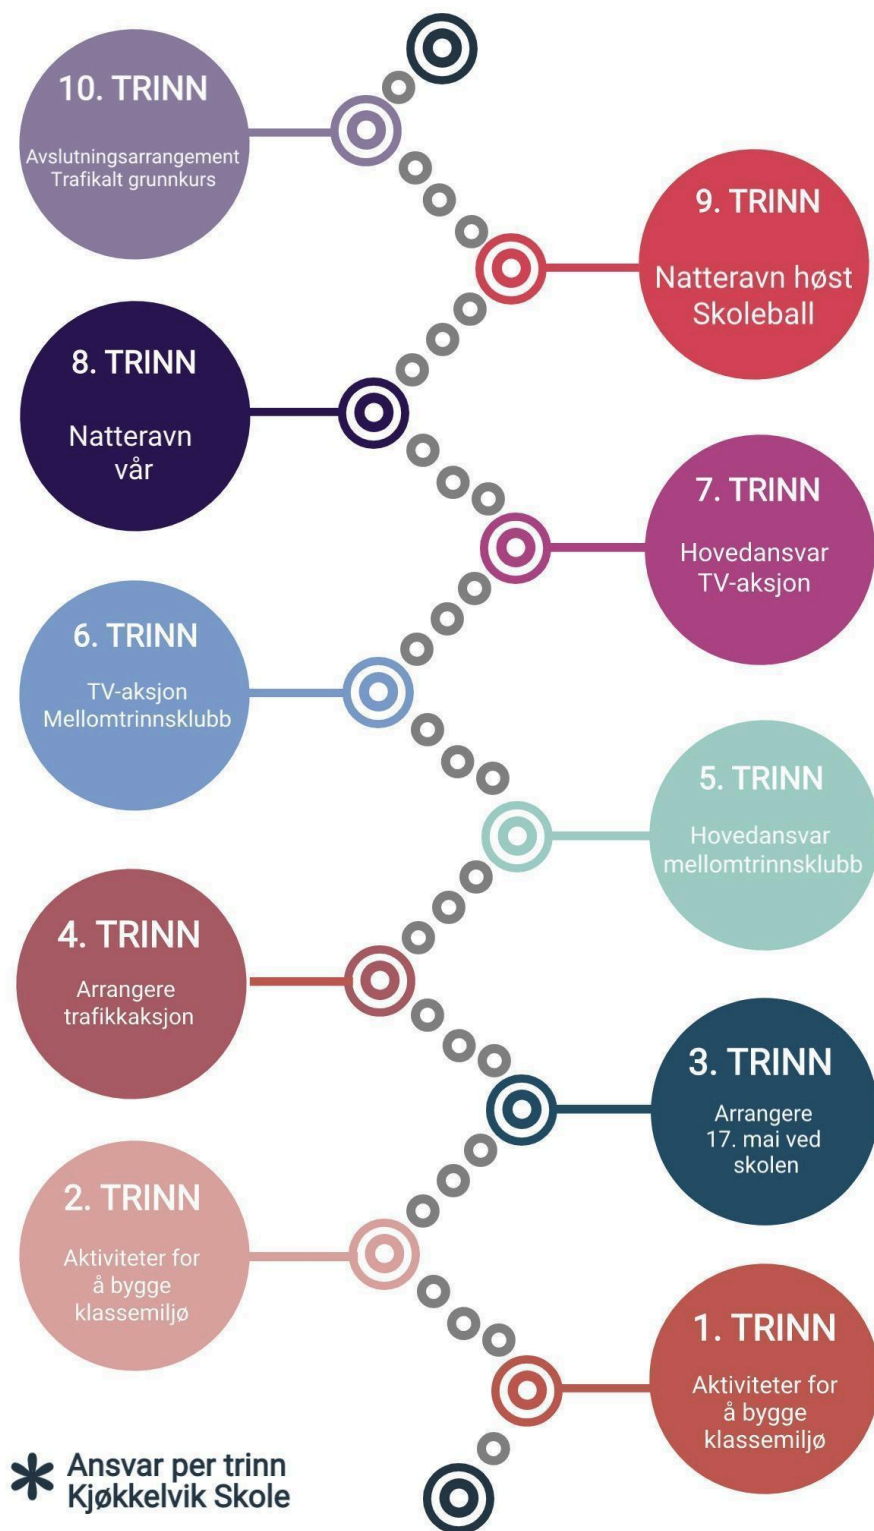 10. TRINN
Avslutningsarrangement
Trafikalt grunnkurs
9. TRINN
Natteravn høst
Skoleball
8. TRINN
Natteravn
vår
7. TRINN
Hovedansvar
TV-aksjon
6. TRINN
TV-aksjon
Mellomtrinnsklubb
5. TRINN
Hovedansvar
mellomtrinnsklubb
4. TRINN
Arrangere
trafikkaksjon
3. TRINN
Arrangere
17. mai ved
skolen
2. TRINN
Aktiviteter for
å bygge
klassemiljø
1. TRINN
Aktiviteter for
å bygge
klassemiljø
Ansvar per trinn
Kjøkkelvik Skole